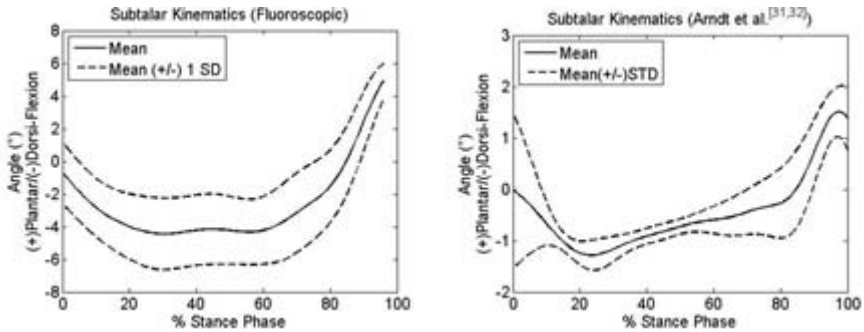 Subtalar Kinematics (Fluoroscopic)
Mean
Mean (+/-) 1 SD
Angle (°)
(+)Plantar/(-)Dorsi-Flexion
8
6
4
2
0
-2
-4
-6
-8
0
20
40
60
80
100
% Stance Phase
Subtalar Kinematics (Arndt et al.[31,32])
Mean
Mean(+/-)STD
Angle (°)
(+)Plantar/(-)Dorsi-Flexion
3
2
1
0
-1
-2
0
20
40
60
80
100
% Stance Phase